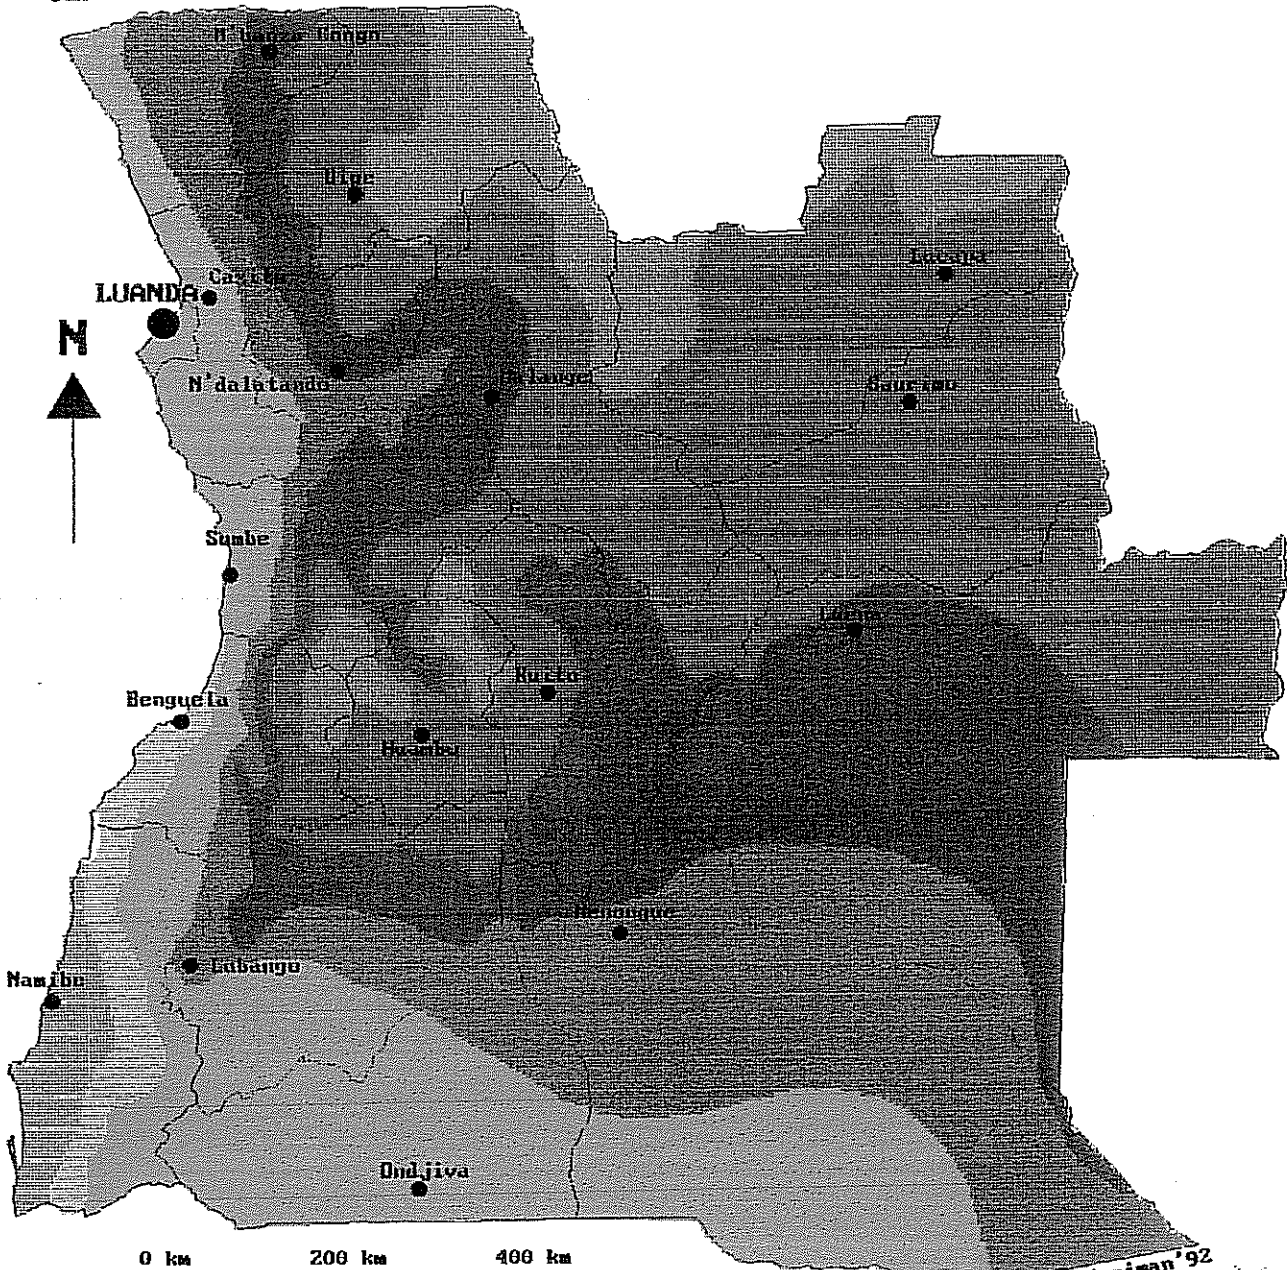 M'banza Congo
Uige
Caxito
LUANDA
N
N'dalatando
Malange
Lucapa
Saurimo
Sumbe
Luena
Benguela
Kuito
Huambo
Menongue
Namibe
Lubango
Ondjiva
0 km 200 km 400 km